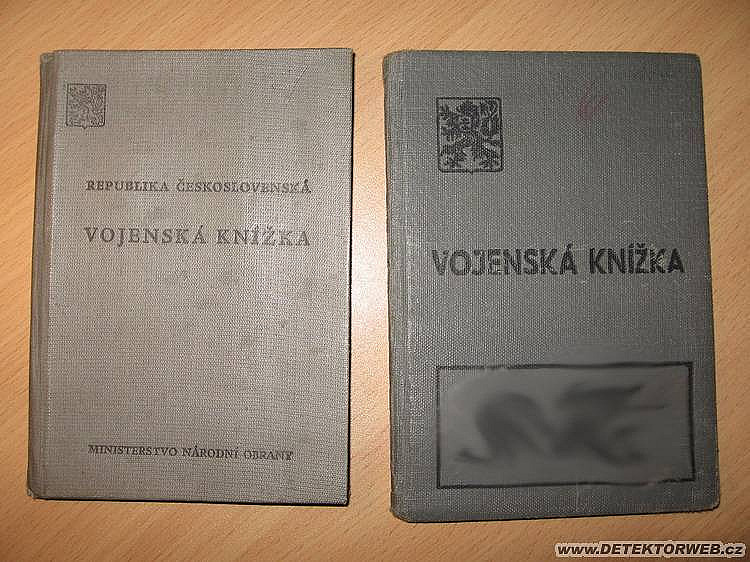 REPUBLIKA ČESKOSLOVENSKÁ
VOJENSKÁ KNÍŽKA
MINISTERSTVO NÁRODNÍ OBRANY
VOJENSKÁ KNÍŽKA
www.DETEKTORWEB.cz